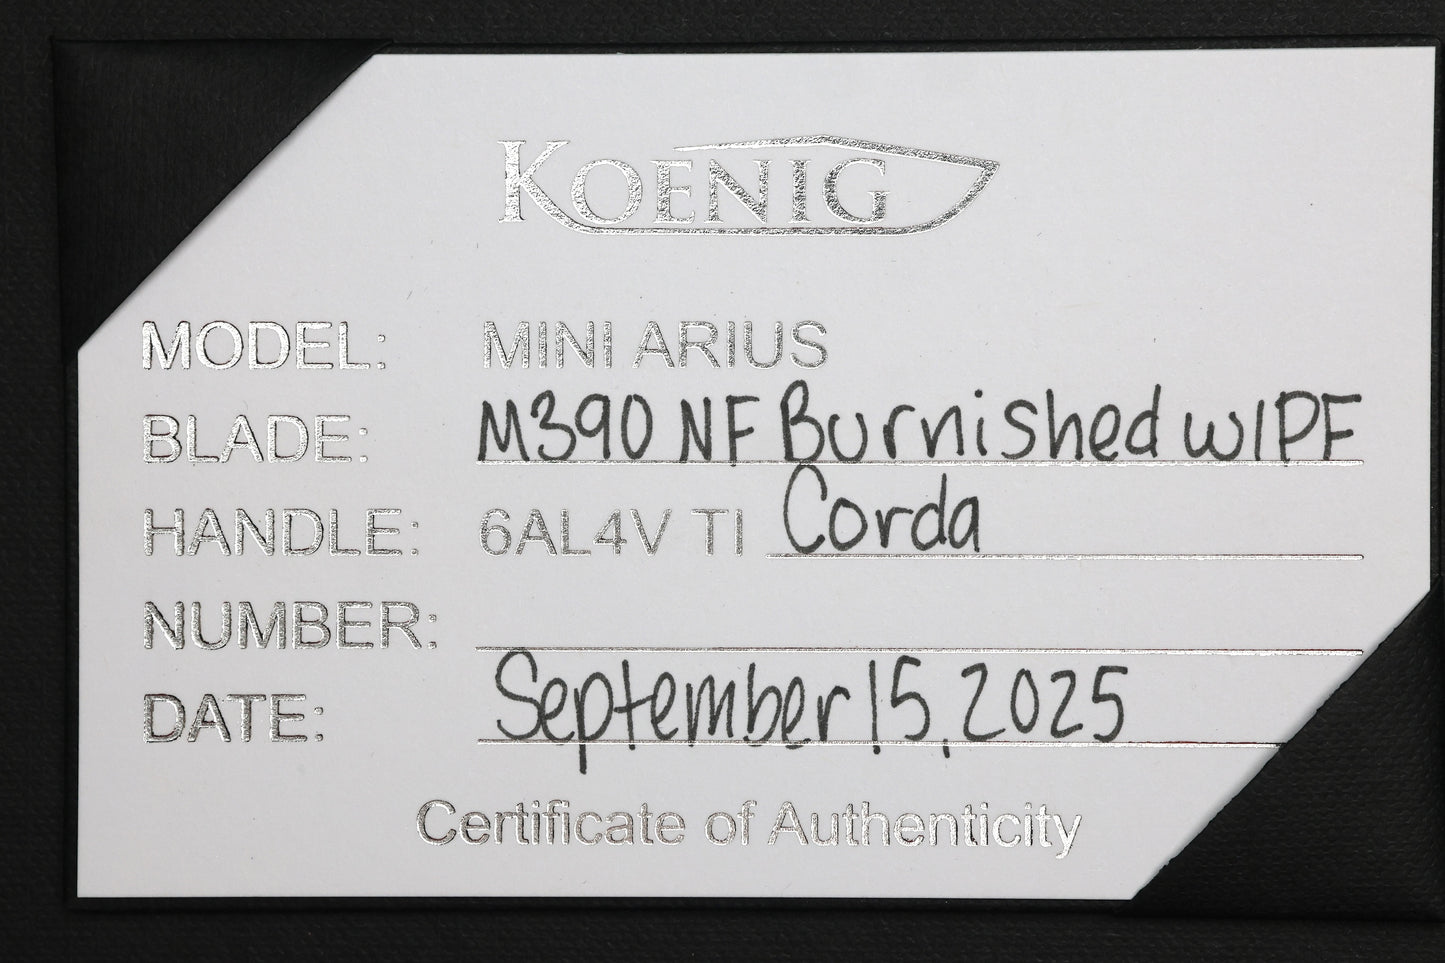 KOENIG
MODEL: MINI ARIUS
BLADE: M390 NF Burnished w/PF
HANDLE: 6AL4V TI Corda
NUMBER:
DATE: September 15, 2025
Certificate of Authenticity